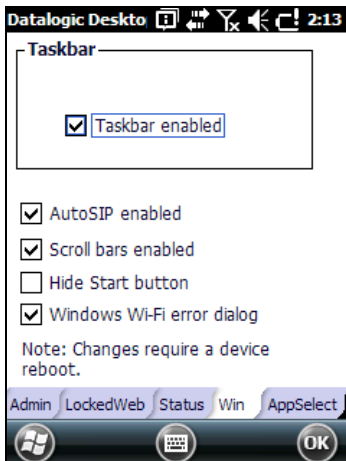 Datalogic Deskto 2:13
Taskbar
Taskbar enabled
AutoSIP enabled
Scroll bars enabled
Hide Start button
Windows Wi-Fi error dialog
Note: Changes require a device
reboot.
Admin LockedWeb Status Win AppSelect
OK